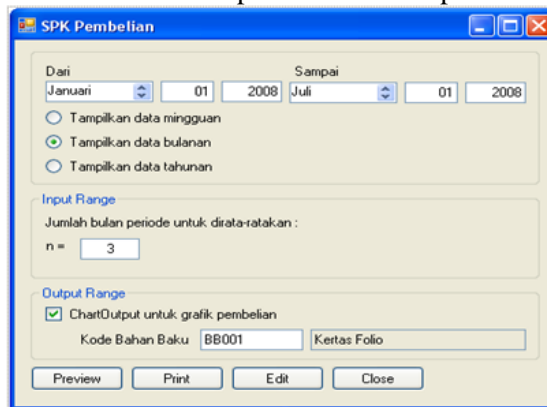 SPK Pembelian
Dari Sampai
Januari 01 2008 Juli 01 2008
Tampilkan data mingguan
Tampilkan data bulanan
Tampilkan data tahunan
Input Range
Jumlah bulan periode untuk dirata-ratakan :
n = 3
Output Range
ChartOutput untuk grafik pembelian
Kode Bahan Baku BB001 Kertas Folio
Preview Print Edit Close